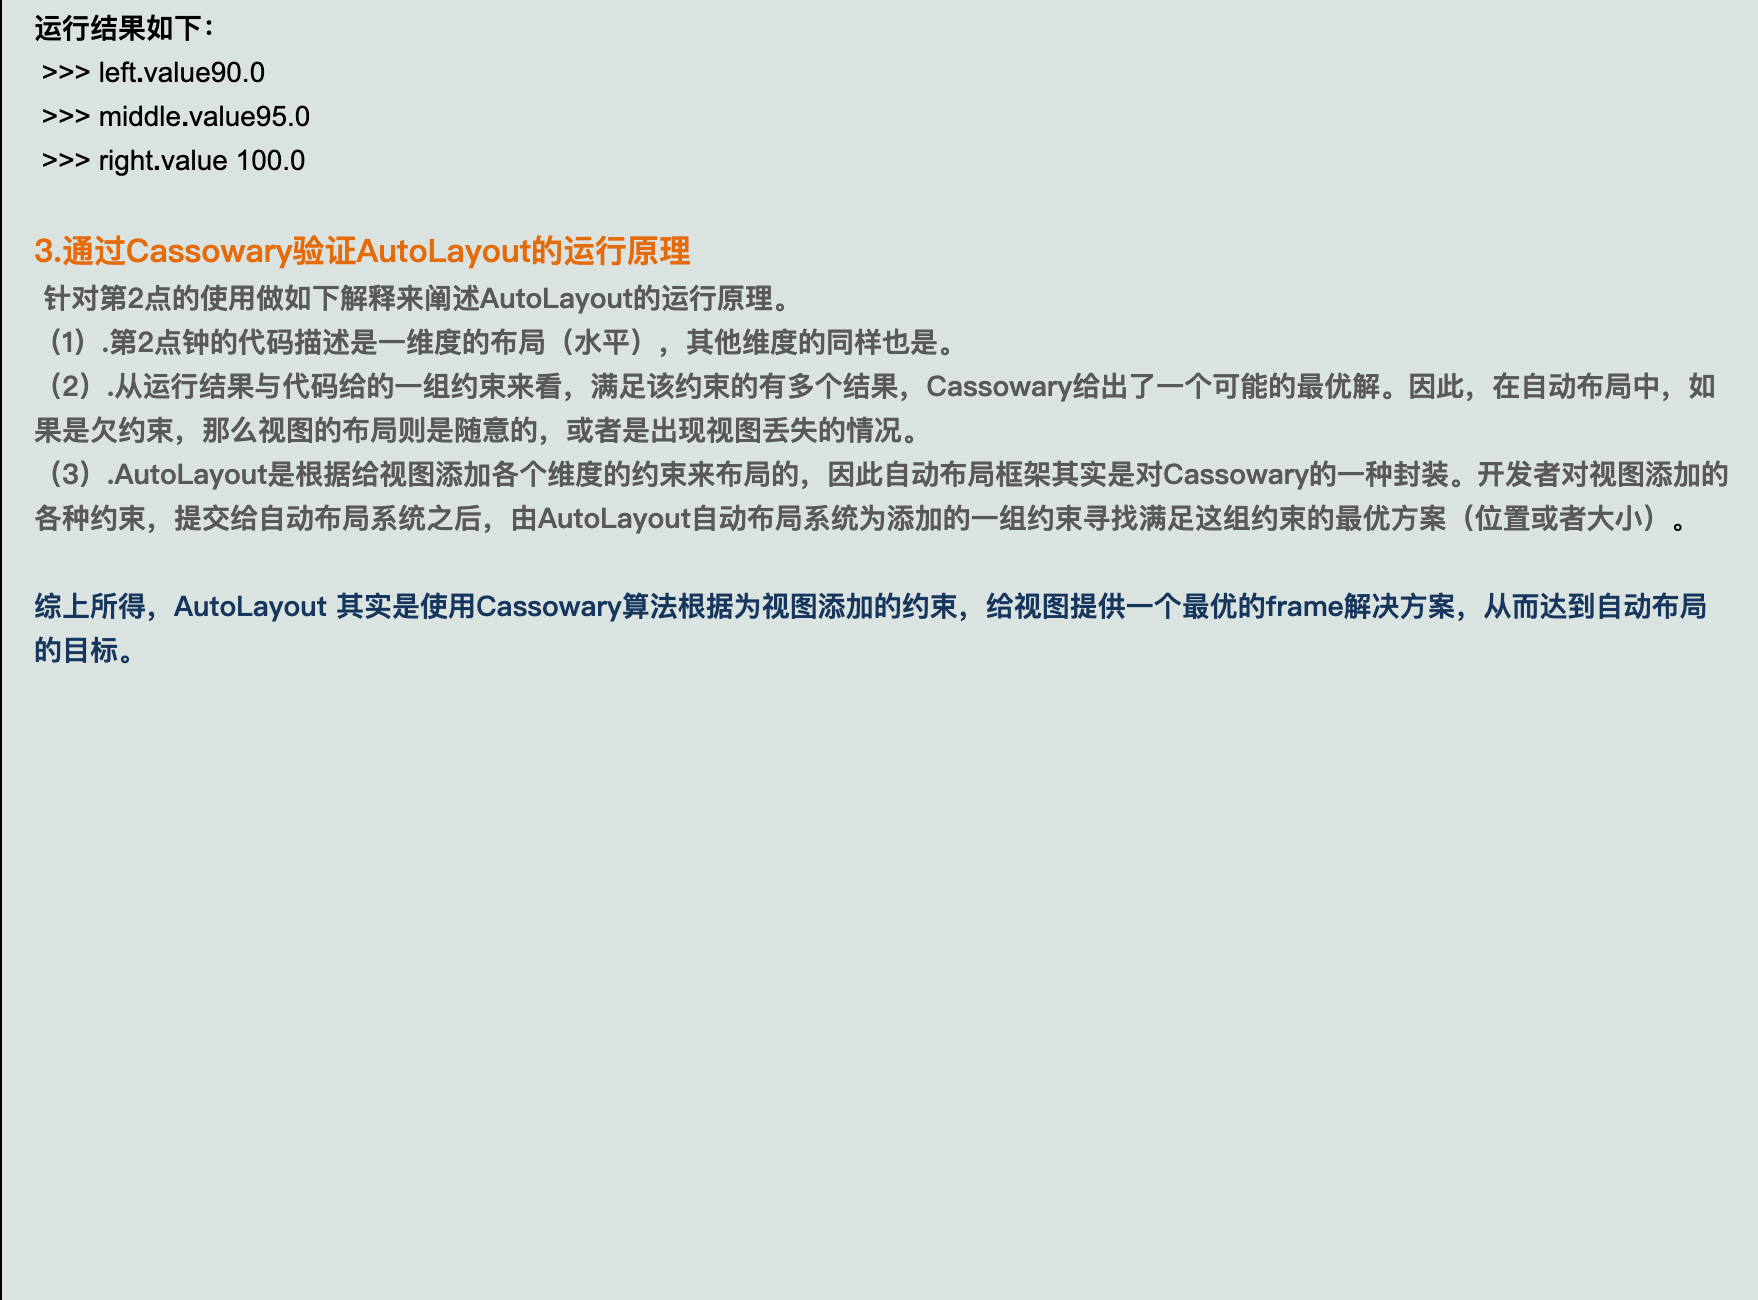 运行结果如下：
>>> left.value90.0
>>> middle.value95.0
>>> right.value 100.0
3.通过Cassowary验证AutoLayout的运行原理
针对第2点的使用做如下解释来阐述AutoLayout的运行原理。
（1）.第2点钟的代码描述是一维度的布局（水平），其他维度的同样也是。
（2）.从运行结果与代码给的一组约束来看，满足该约束的有多个结果，Cassowary给出了一个可能的最优解。因此，在自动布局中，如
果是欠约束，那么视图的布局则是随意的，或者是出现视图丢失的情况。
（3）.AutoLayout是根据给视图添加各个维度的约束来布局的，因此自动布局框架其实是对Cassowary的一种封装。开发者对视图添加的
各种约束，提交给自动布局系统之后，由AutoLayout自动布局系统为添加的一组约束寻找满足这组约束的最优方案（位置或者大小）。
综上所得，AutoLayout 其实是使用Cassowary算法根据为视图添加的约束，给视图提供一个最优的frame解决方案，从而达到自动布局
的目标。